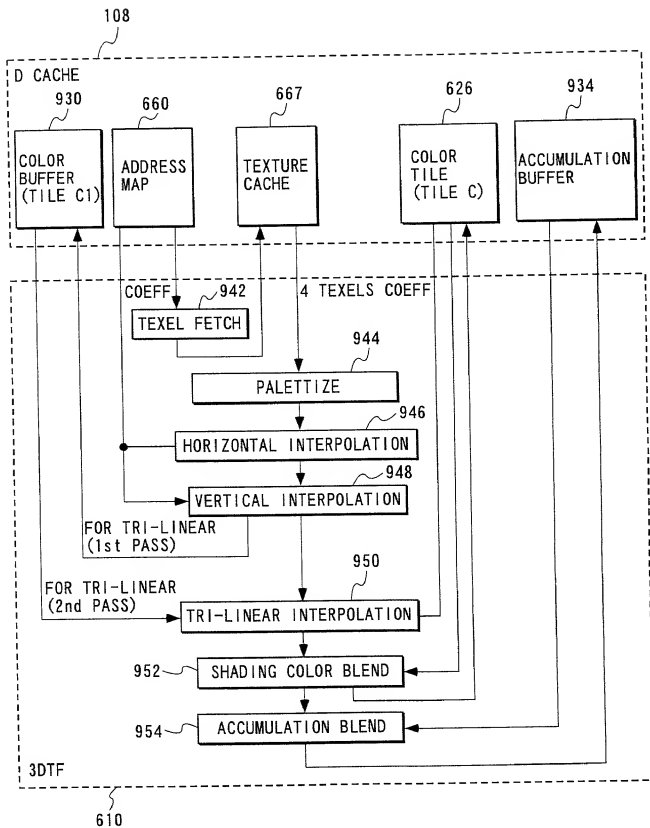 108
D CACHE
930
660
667
626
934
COLOR
BUFFER
(TILE C1)
ADDRESS
MAP
TEXTURE
CACHE
COLOR
TILE
(TILE C)
ACCUMULATION
BUFFER
COEFF
942
4 TEXELS COEFF
TEXEL FETCH
944
PALETTIZE
946
HORIZONTAL INTERPOLATION
948
VERTICAL INTERPOLATION
FOR TRI-LINEAR
(1st PASS)
950
FOR TRI-LINEAR
(2nd PASS)
TRI-LINEAR INTERPOLATION
952
SHADING COLOR BLEND
954
ACCUMULATION BLEND
3DTF
610